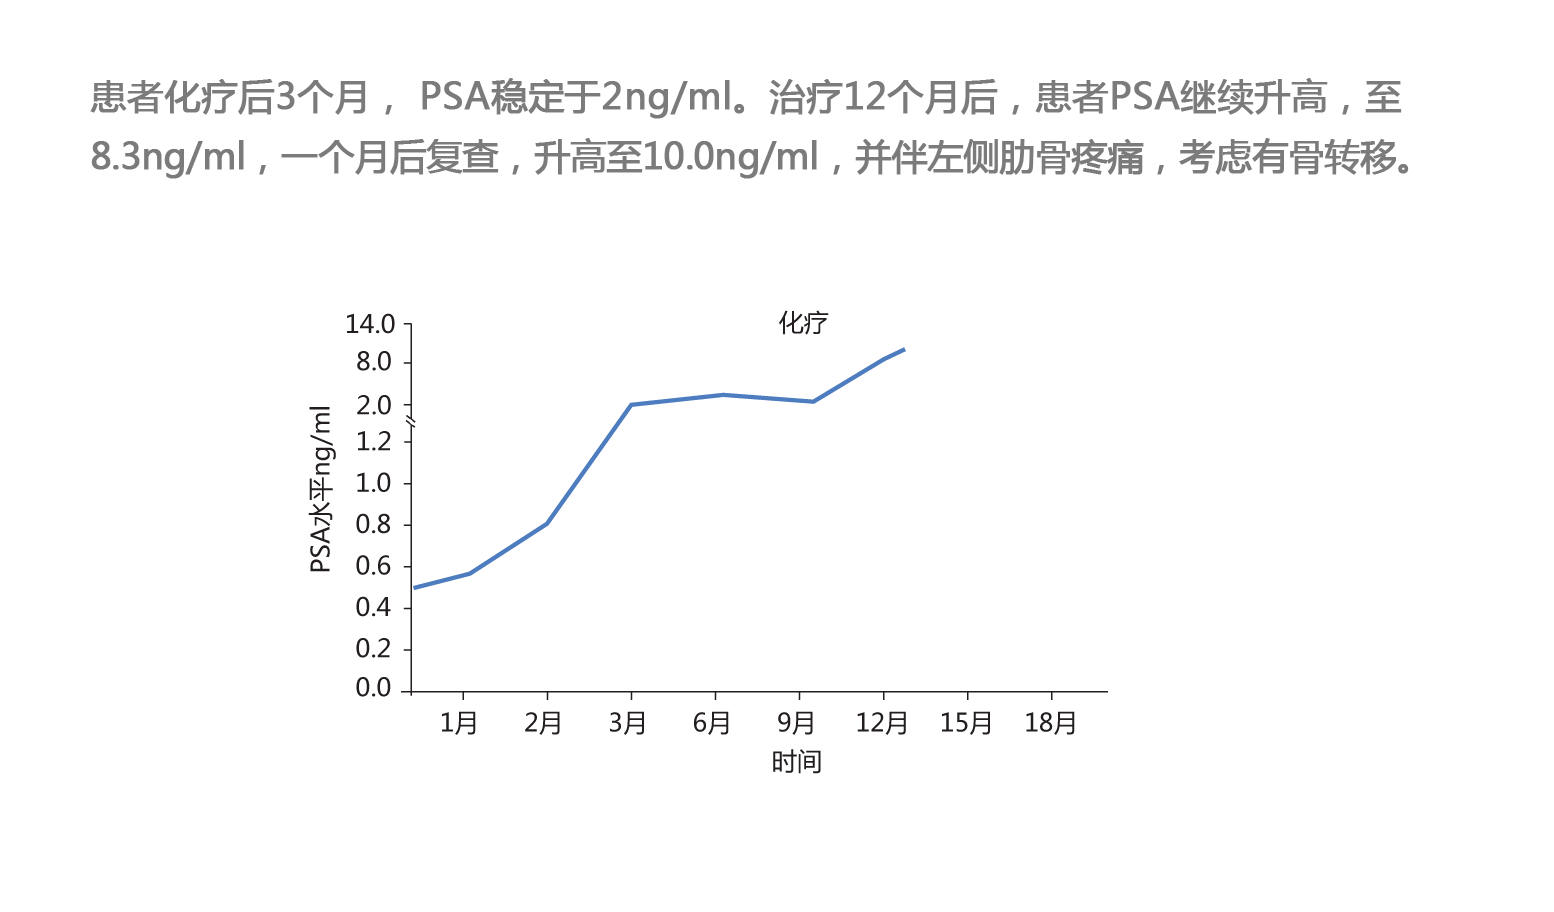 患者化疗后3个月， PSA稳定于2ng/ml。治疗12个月后，患者PSA继续升高，至
8.3ng/ml，一个月后复查，升高至10.0ng/ml，并伴左侧肋骨疼痛，考虑有骨转移。
化疗
14.0
8.0
2.0
1.2
1.0
0.8
0.6
0.4
0.2
0.0
PSA水平ng/ml
1月 2月 3月 6月 9月 12月 15月 18月
时间